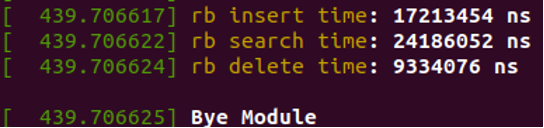 [  439.706617] rb insert time: 17213454 ns
[  439.706622] rb search time: 24186052 ns
[  439.706624] rb delete time: 9334076 ns
[  439.706625] Bye Module